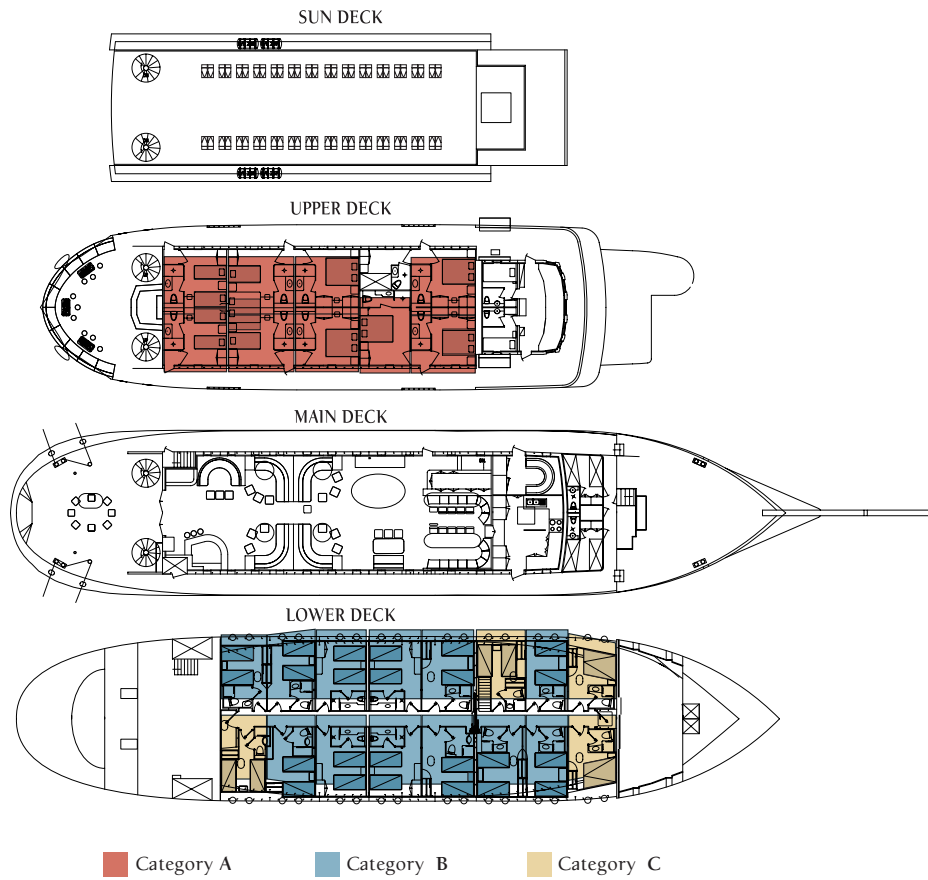 SUN DECK
UPPER DECK
MAIN DECK
LOWER DECK
Category A
Category B
Category C